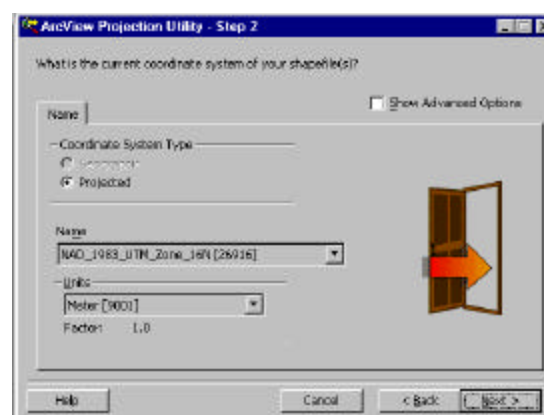 ArcView Projection Utility - Step 2
What is the current coordinate system of your shapefile(s)?
Show Advanced Options
Name
Coordinate System Type
Projected
Name
NAD_1983_UTM_Zone_16N [26916]
Units
Meter [9001]
Factor: 1.0
Help
Cancel
< Back
Next >